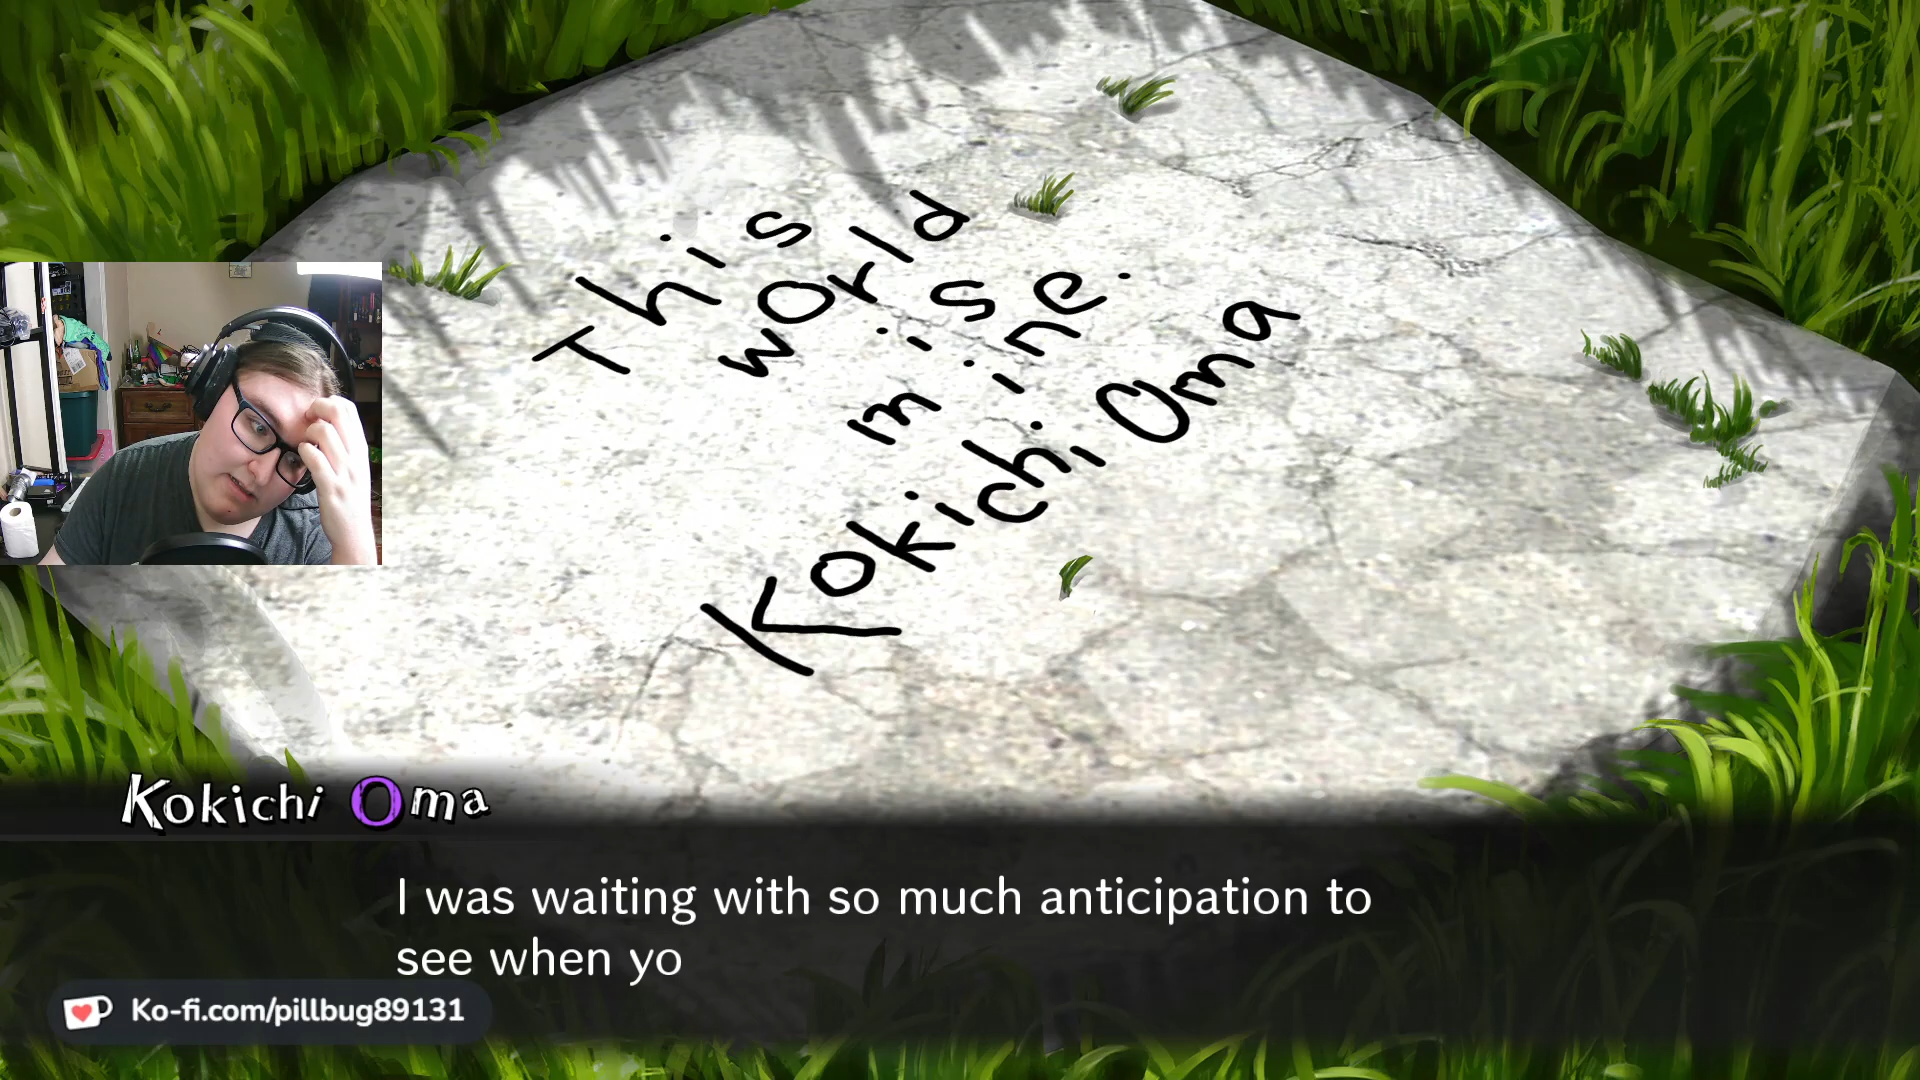 This
world
is
mine.
Kokichi Oma
Kokichi Oma
I was waiting with so much anticipation to
see when yo
Ko-fi.com/pillbug89131